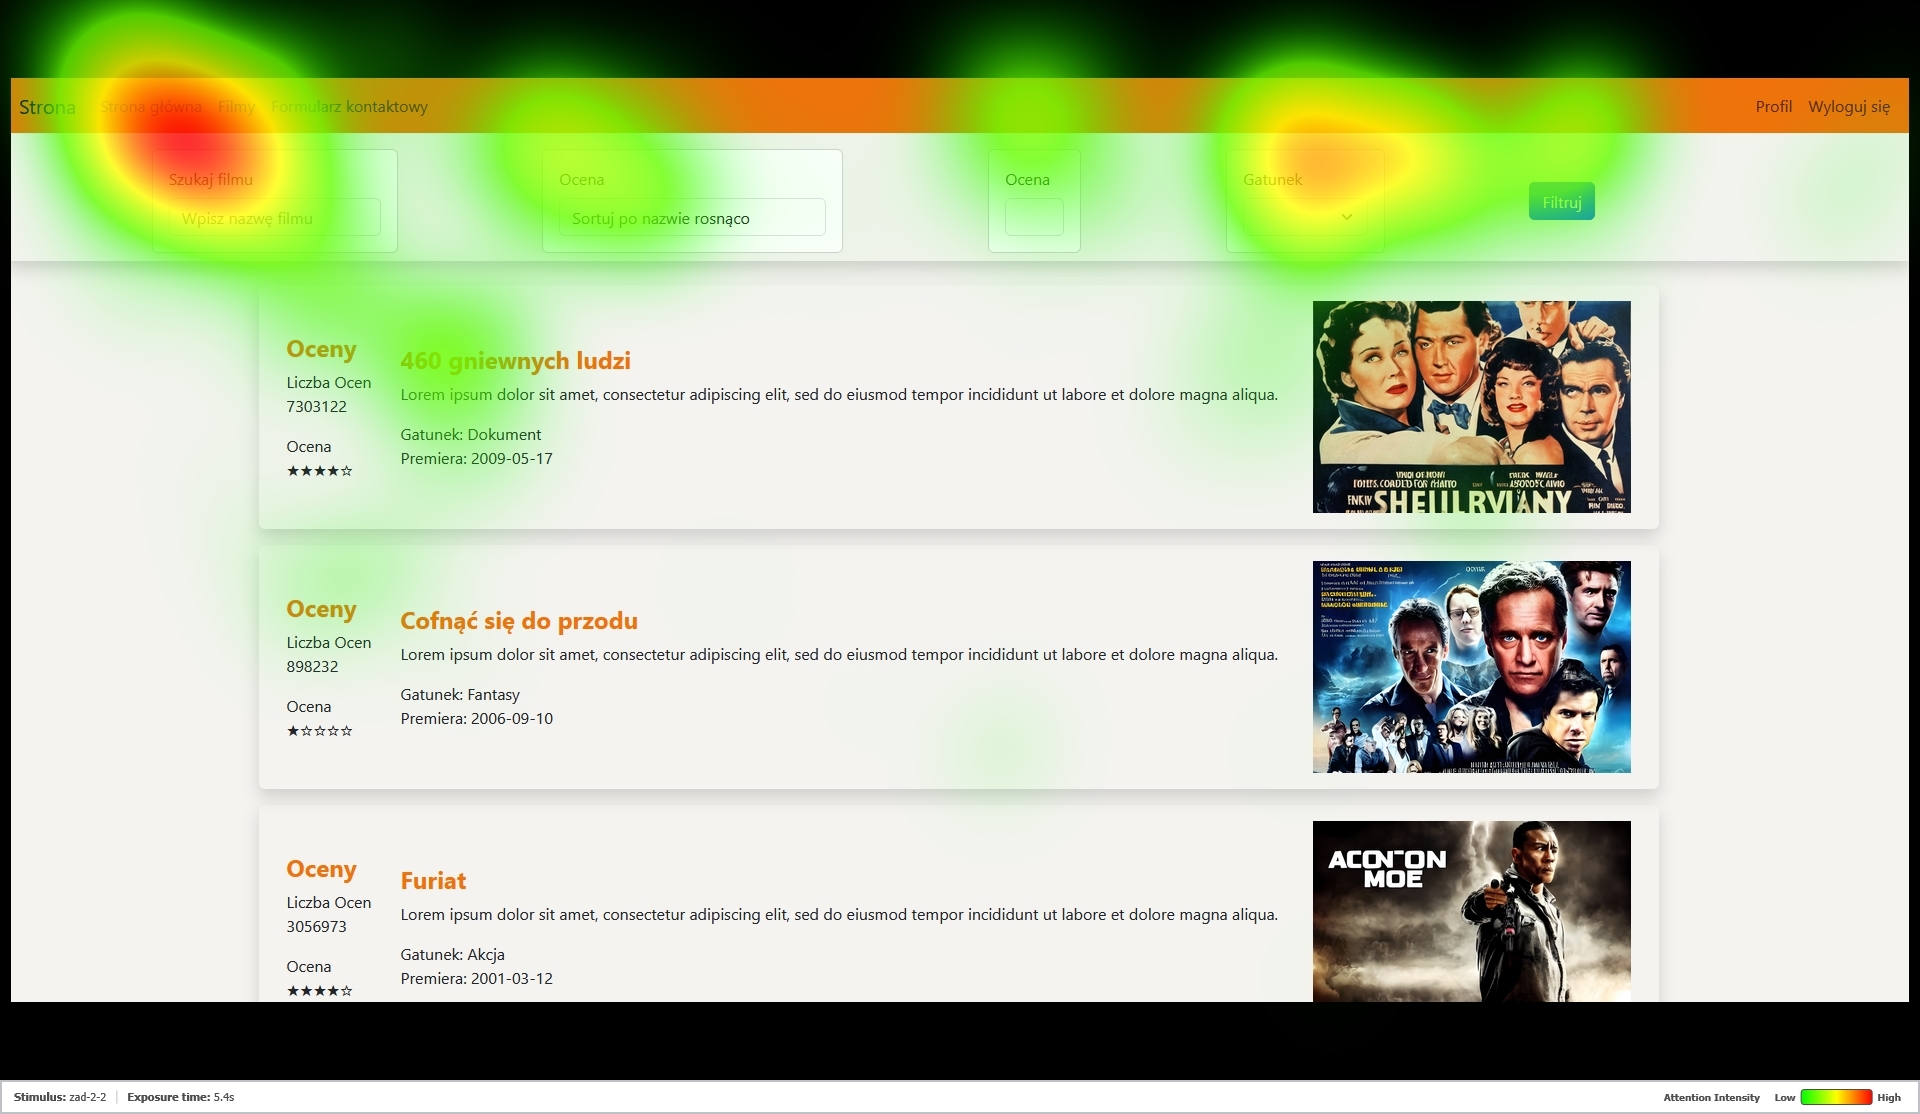 Strona Strona główna Filmy Formularz kontaktowy Profil Wyloguj się
Szukaj filmu
Wpisz nazwę filmu
Ocena
Sortuj po nazwie rosnąco
Ocena
Gatunek
Filtruj
Oceny
Liczba Ocen
7303122
Ocena
★★★★☆
460 gniewnych ludzi
Lorem ipsum dolor sit amet, consectetur adipiscing elit, sed do eiusmod tempor incididunt ut labore et dolore magna aliqua.
Gatunek: Dokument
Premiera: 2009-05-17
Oceny
Liczba Ocen
898232
Ocena
★☆☆☆☆
Cofnąć się do przodu
Lorem ipsum dolor sit amet, consectetur adipiscing elit, sed do eiusmod tempor incididunt ut labore et dolore magna aliqua.
Gatunek: Fantasy
Premiera: 2006-09-10
Oceny
Liczba Ocen
3056973
Ocena
★★★★☆
Furiat
Lorem ipsum dolor sit amet, consectetur adipiscing elit, sed do eiusmod tempor incididunt ut labore et dolore magna aliqua.
Gatunek: Akcja
Premiera: 2001-03-12
ACON-ON
MOE
Stimulus: zad-2-2 | Exposure time: 5.4s Attention Intensity Low High